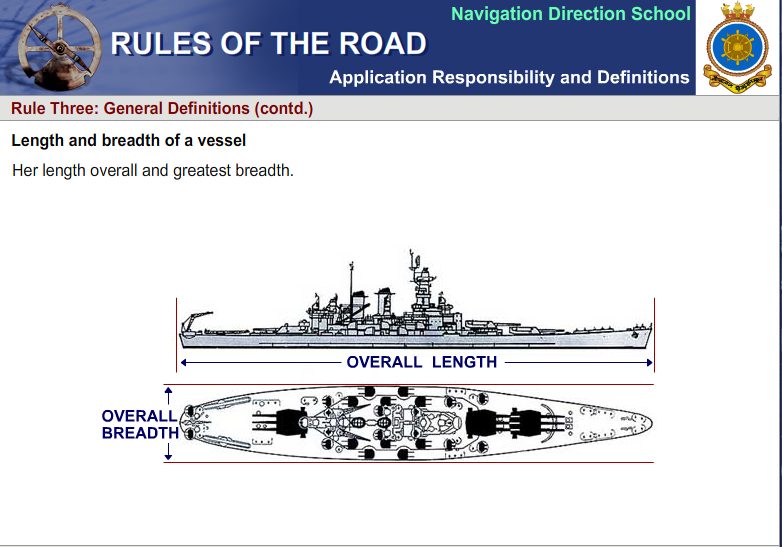 Navigation Direction School
RULES OF THE ROAD
Application Responsibility and Definitions
Rule Three: General Definitions (contd.)
Length and breadth of a vessel
Her length overall and greatest breadth.
OVERALL LENGTH
OVERALL
BREADTH